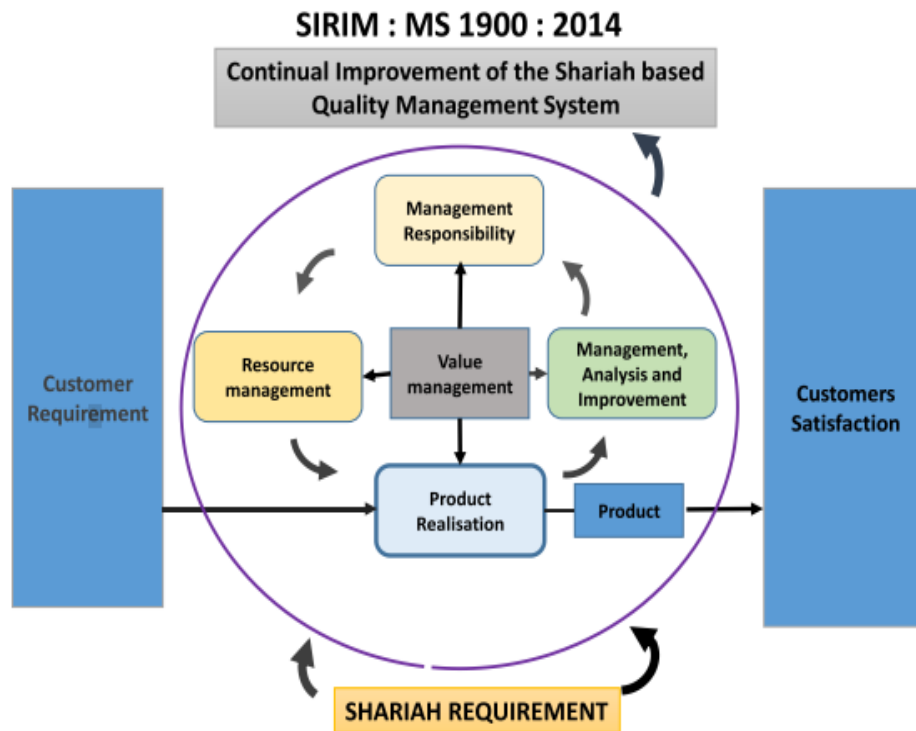 SIRIM : MS 1900 : 2014
Continual Improvement of the Shariah based
Quality Management System
Management
Responsibility
Customer
Requirement
Resource
management
Value
management
Management,
Analysis and
Improvement
Customers
Satisfaction
Product
Realisation
Product
SHARIAH REQUIREMENT